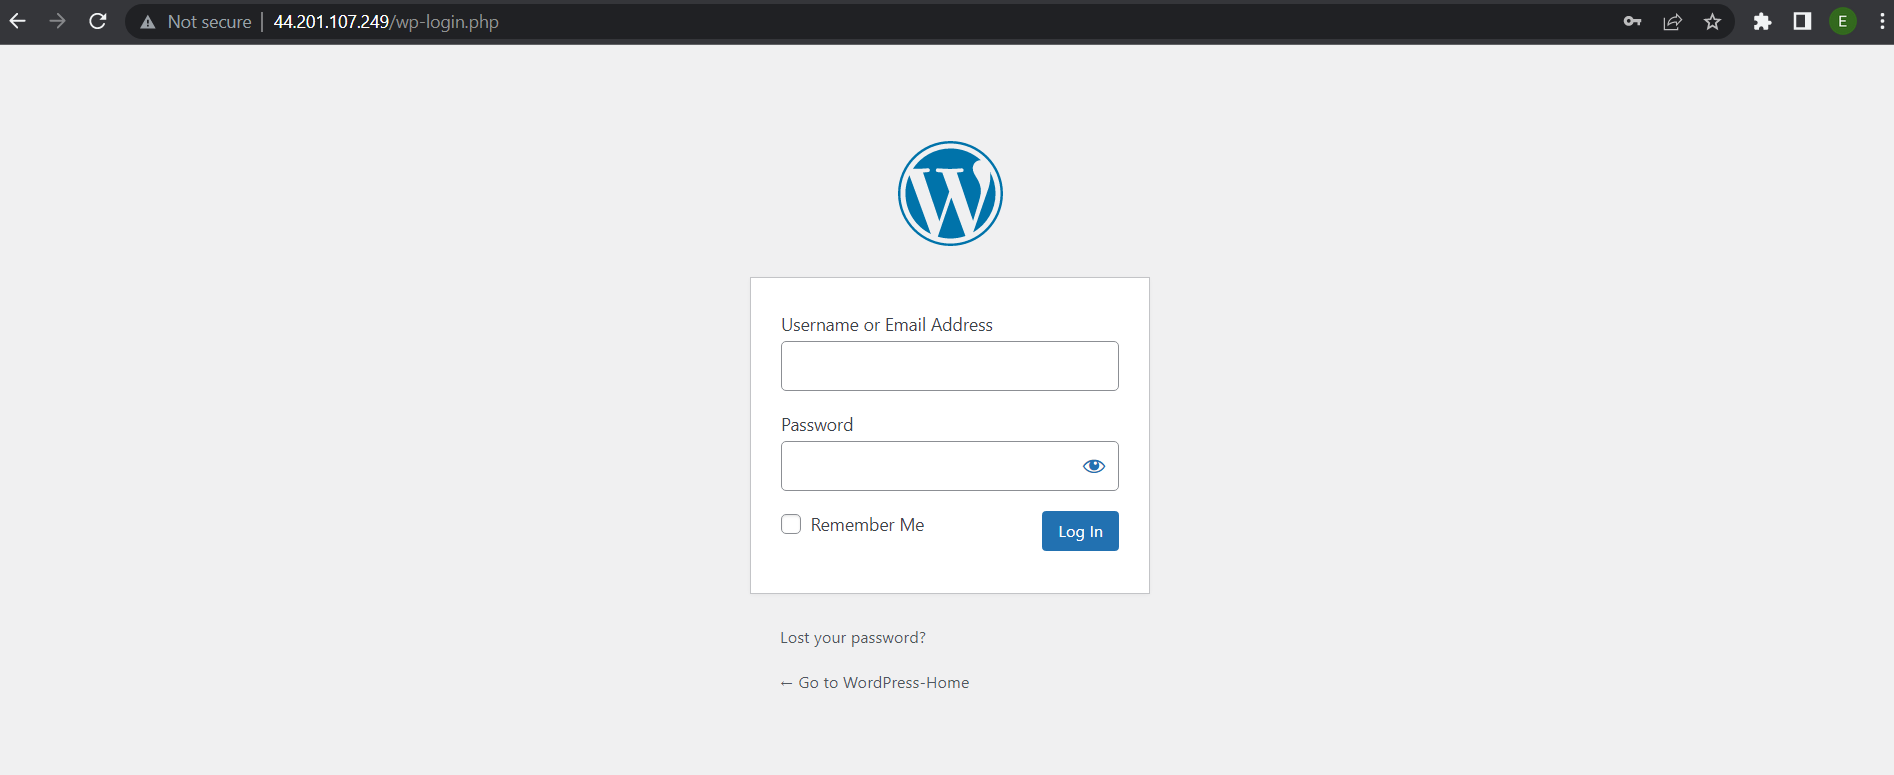 Not secure | 44.201.107.249/wp-login.php
E
W
Username or Email Address
Password
Remember Me
Log In
Lost your password?
← Go to WordPress-Home